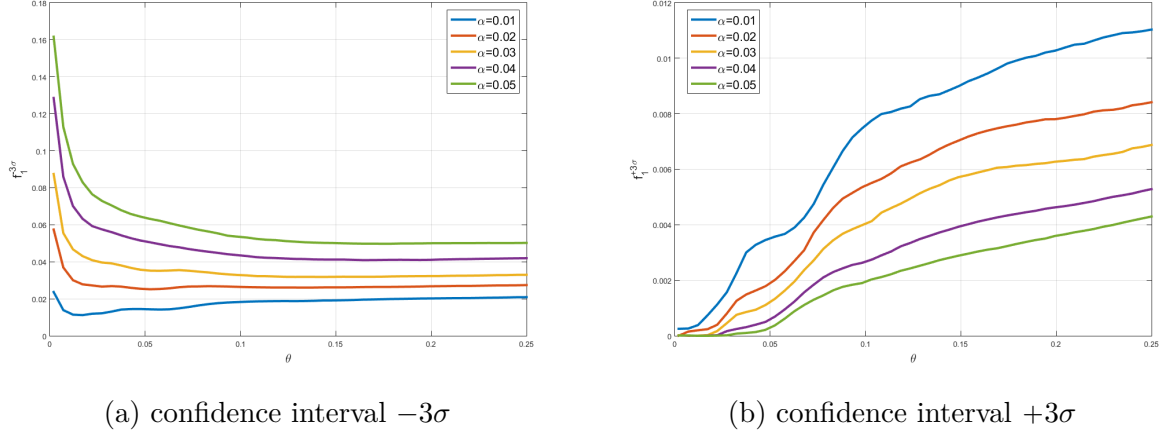 0.18
0.16
0.14
0.12
0.1
0.08
0.06
0.04
0.02
0
f₁⁻³σ
α=0.01
α=0.02
α=0.03
α=0.04
α=0.05
0 0.05 0.1 0.15 0.2 0.25
θ
(a) confidence interval −3σ
0.012
0.01
0.008
0.006
0.004
0.002
0
f₁⁺³σ
α=0.01
α=0.02
α=0.03
α=0.04
α=0.05
0 0.05 0.1 0.15 0.2 0.25
θ
(b) confidence interval +3σ